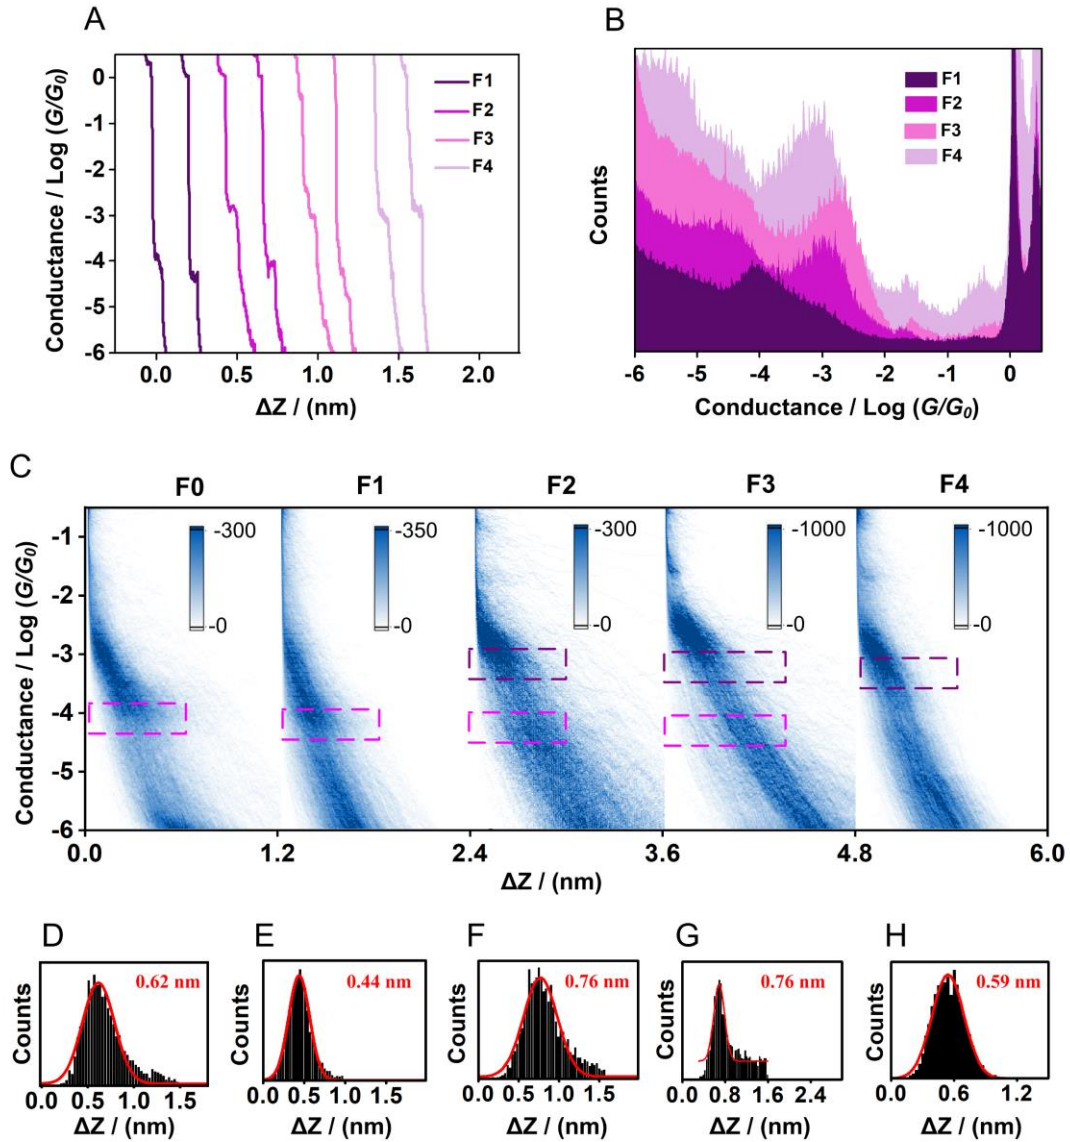 A
Conductance / Log (G/G₀)
0
-1
-2
-3
-4
-5
-6
F1
F2
F3
F4
0.0 0.5 1.0 1.5 2.0
ΔZ / (nm)
B
Counts
F1
F2
F3
F4
-6 -5 -4 -3 -2 -1 0
Conductance / Log (G/G₀)
C
F0 F1 F2 F3 F4
Conductance / Log (G/G₀)
-1
-2
-3
-4
-5
-6
-300 -350 -300 -1000 -1000
-0 -0 -0 -0 -0
0.0 1.2 2.4 3.6 4.8 6.0
ΔZ / (nm)
D
Counts
0.62 nm
0.0 0.5 1.0 1.5
ΔZ / (nm)
E
Counts
0.44 nm
0.0 0.5 1.0 1.5
ΔZ / (nm)
F
Counts
0.76 nm
0.0 0.5 1.0 1.5
ΔZ / (nm)
G
Counts
0.76 nm
0.0 0.8 1.6 2.4
ΔZ / (nm)
H
Counts
0.59 nm
0.0 0.6 1.2
ΔZ / (nm)